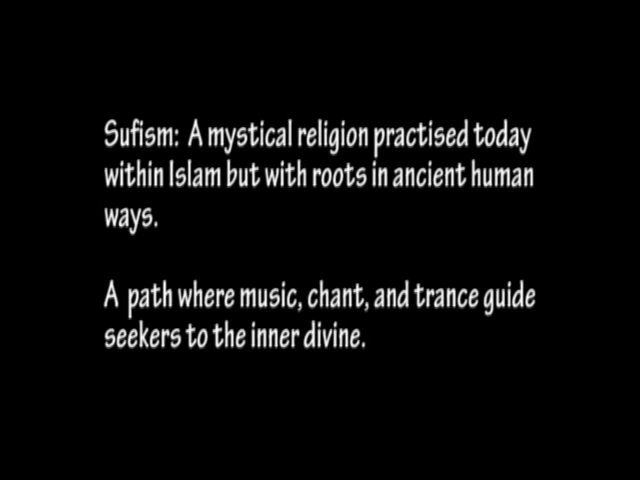 Sufism: A mystical religion practised today
within Islam but with roots in ancient human
ways.
A path where music, chant, and trance guide
seekers to the inner divine.